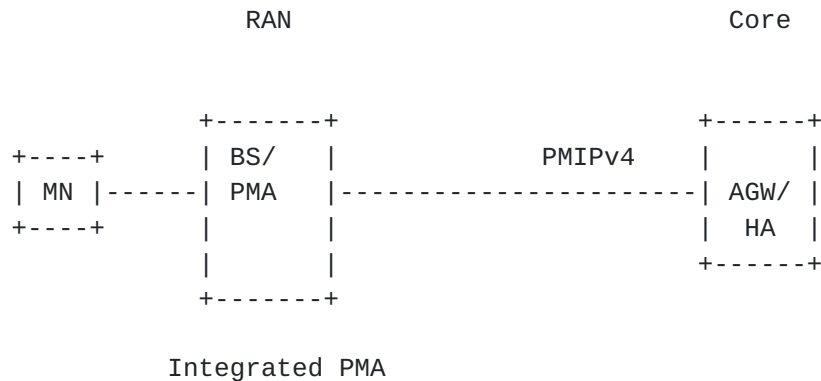 RAN Core
BS/ PMIPv4
MN PMA AGW/
HA
Integrated PMA